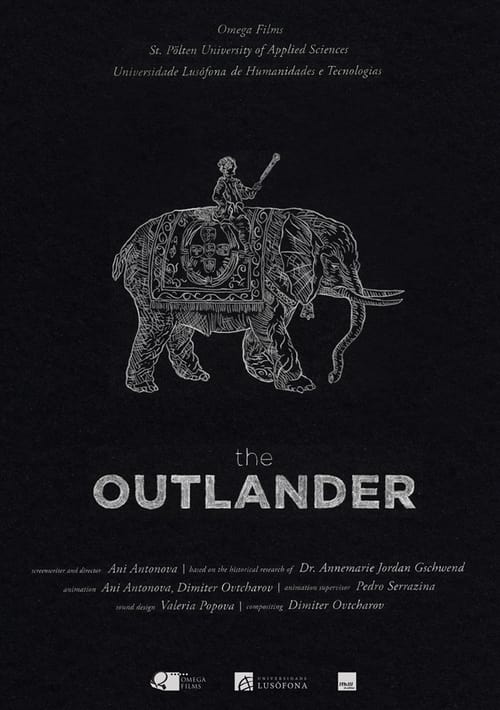 Omega Films
St. Pölten University of Applied Sciences
Universidade Lusófona de Humanidades e Tecnologias
the
OUTLANDER
screenwriter and director Ani Antonova | based on the historical research of Dr. Annemarie Jordan Gschwend
animation Ani Antonova, Dimiter Ovtcharov | animation supervisor Pedro Serrazina
sound design Valeria Popova | compositing Dimiter Ovtcharov
OMEGA
FILMS
UNIVERSIDADE
LUSÓFONA